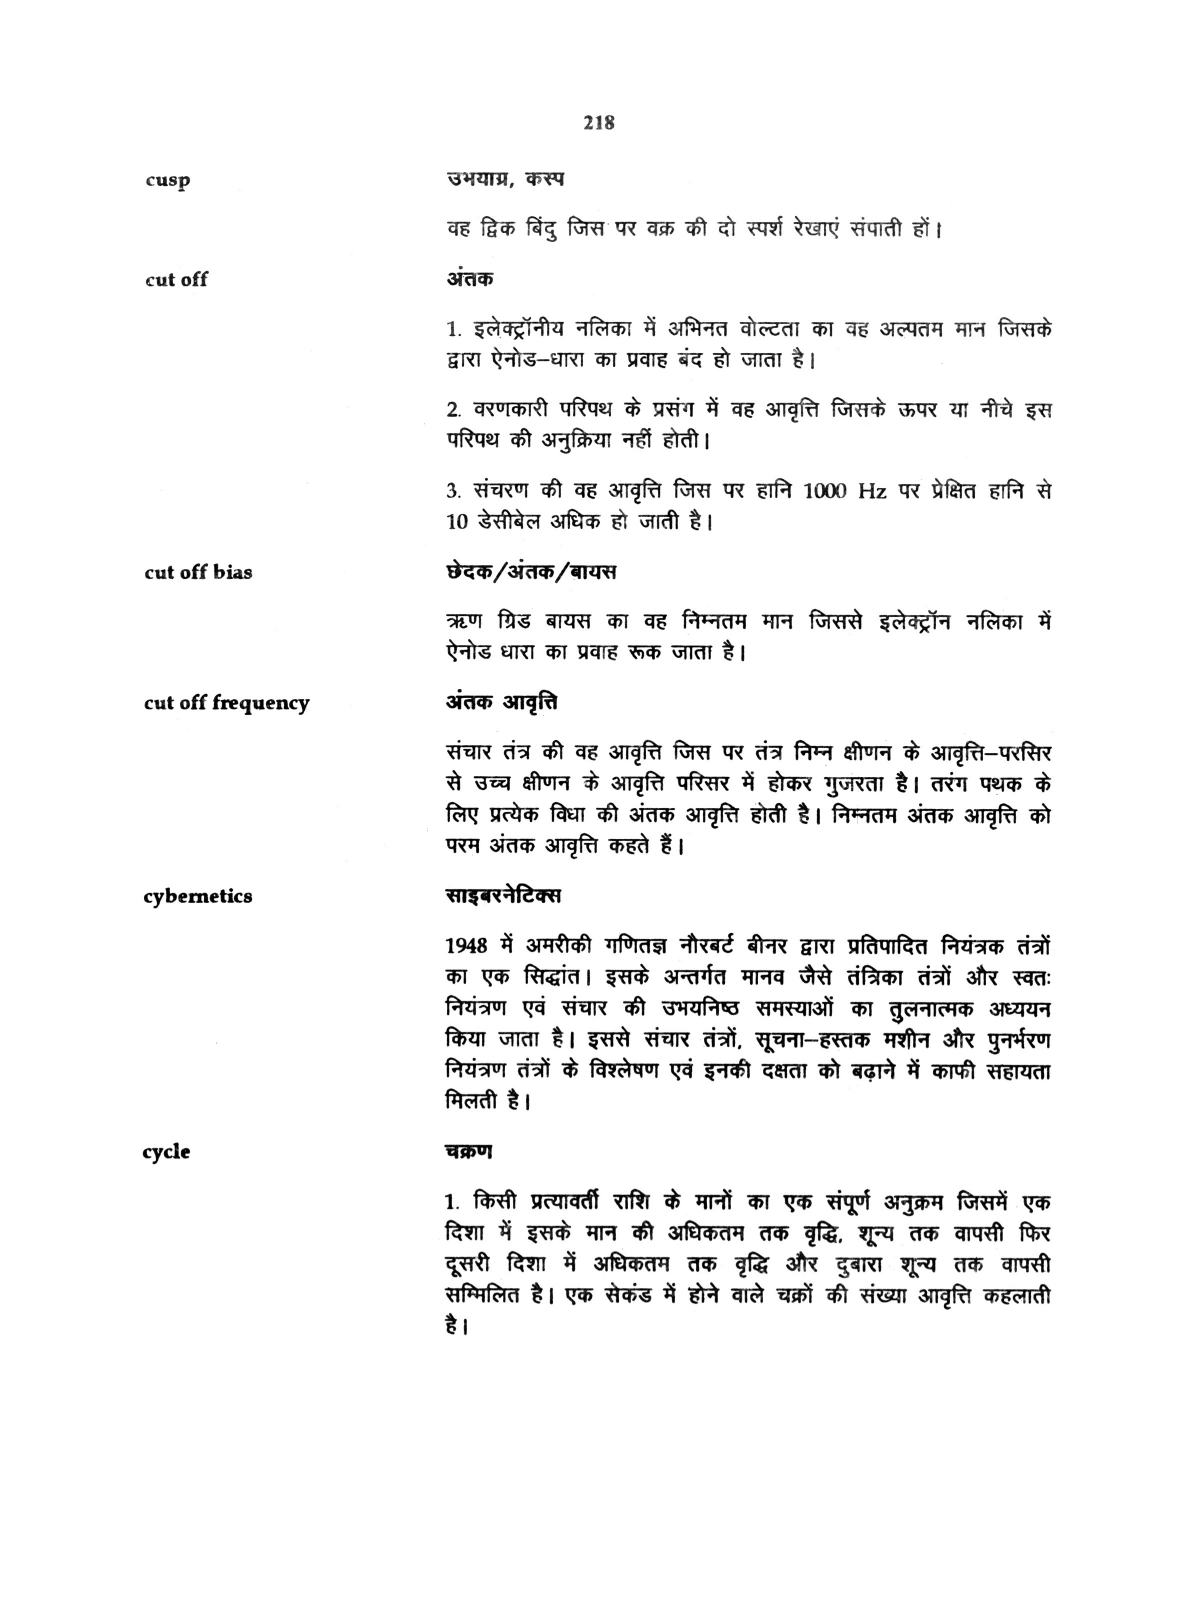 218
cusp उभयाग्र, कस्प
वह द्विक बिंदु जिस पर वक्र की दो स्पर्श रेखाएं संपाती हों।
cut off अंतक
1. इलेक्ट्रॉनीय नलिका में अभिनत वोल्टता का वह अल्पतम मान जिसके
द्वारा ऐनोड–धारा का प्रवाह बंद हो जाता है।
2. वरणकारी परिपथ के प्रसंग में वह आवृत्ति जिसके ऊपर या नीचे इस
परिपथ की अनुक्रिया नहीं होती।
3. संचरण की वह आवृत्ति जिस पर हानि 1000 Hz पर प्रेक्षित हानि से
10 डेसीबेल अधिक हो जाती है।
cut off bias छेदक/अंतक/बायस
ऋण ग्रिड बायस का वह निम्नतम मान जिससे इलेक्ट्रॉन नलिका में
ऐनोड धारा का प्रवाह रूक जाता है।
cut off frequency अंतक आवृत्ति
संचार तंत्र की वह आवृत्ति जिस पर तंत्र निम्न क्षीणन के आवृत्ति–परसिर
से उच्च क्षीणन के आवृत्ति परिसर में होकर गुजरता है। तरंग पथक के
लिए प्रत्येक विधा की अंतक आवृत्ति होती है। निम्नतम अंतक आवृत्ति को
परम अंतक आवृत्ति कहते हैं।
cybernetics साइबरनेटिक्स
1948 में अमरीकी गणितज्ञ नौरबर्ट बीनर द्वारा प्रतिपादित नियंत्रक तंत्रों
का एक सिद्धांत। इसके अन्तर्गत मानव जैसे तंत्रिका तंत्रों और स्वतः
नियंत्रण एवं संचार की उभयनिष्ठ समस्याओं का तुलनात्मक अध्ययन
किया जाता है। इससे संचार तंत्रों, सूचना–हस्तक मशीन और पुनर्भरण
नियंत्रण तंत्रों के विश्लेषण एवं इनकी दक्षता को बढ़ाने में काफी सहायता
मिलती है।
cycle चक्रण
1. किसी प्रत्यावर्ती राशि के मानों का एक संपूर्ण अनुक्रम जिसमें एक
दिशा में इसके मान की अधिकतम तक वृद्धि, शून्य तक वापसी फिर
दूसरी दिशा में अधिकतम तक वृद्धि और दुबारा शून्य तक वापसी
सम्मिलित है। एक सेकंड में होने वाले चक्रों की संख्या आवृत्ति कहलाती
है।